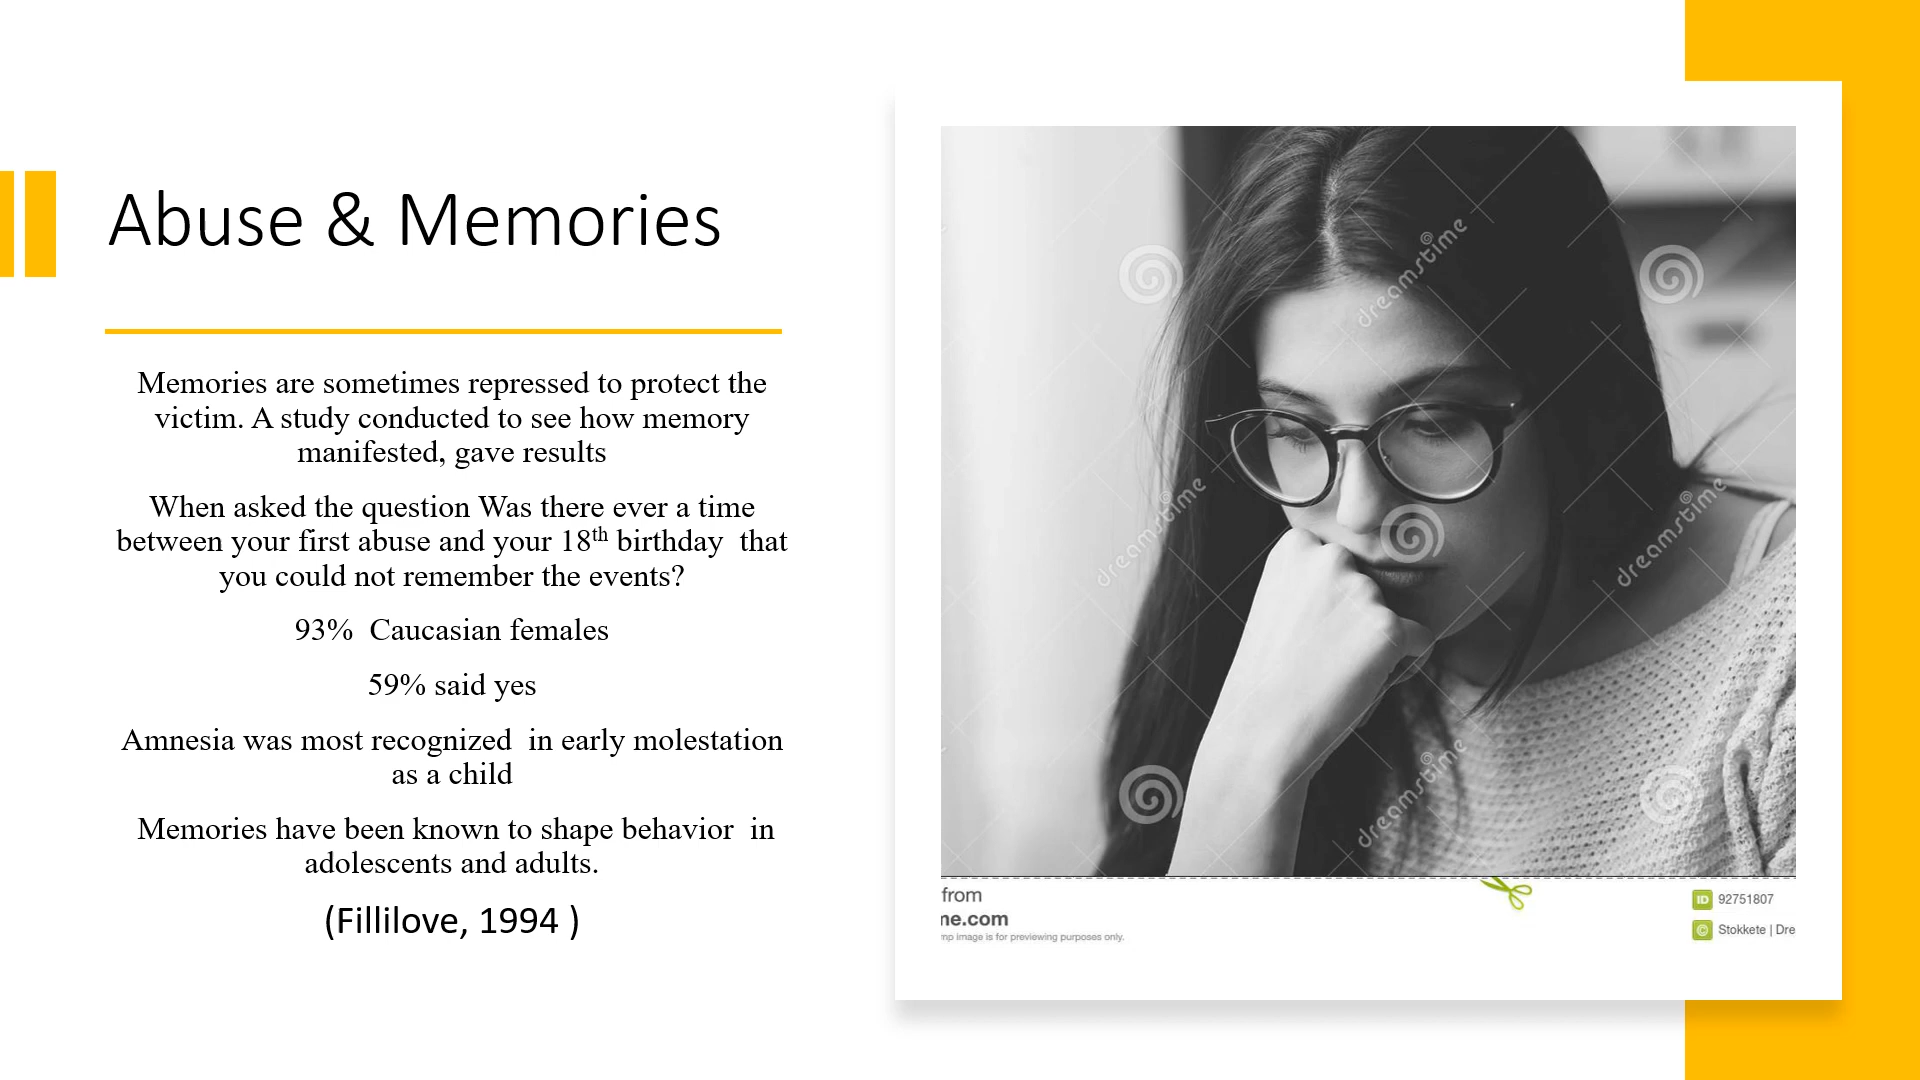 Abuse & Memories
Memories are sometimes repressed to protect the
victim. A study conducted to see how memory
manifested, gave results
When asked the question Was there ever a time
between your first abuse and your 18th birthday  that
you could not remember the events?
93%  Caucasian females
59% said yes
Amnesia was most recognized  in early molestation
as a child
Memories have been known to shape behavior  in
adolescents and adults.
(Fillilove, 1994 )
dreamstime
dreamstime
dreamstime
dreamstime
from
ne.com
mp image is for previewing purposes only.
ID 92751807
© Stokkete | Dre